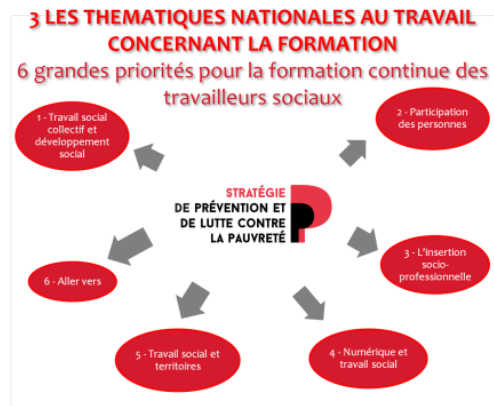 3 LES THEMATIQUES NATIONALES AU TRAVAIL
CONCERNANT LA FORMATION
6 grandes priorités pour la formation continue des
travailleurs sociaux
1 - Travail social
collectif et
développement
social
2 - Participation
des personnes
STRATÉGIE
DE PRÉVENTION ET
DE LUTTE CONTRE
LA PAUVRETÉ
3 - L'insertion
socio-
professionnelle
6 - Aller vers
5 - Travail social et
territoires
4 - Numérique et
travail social